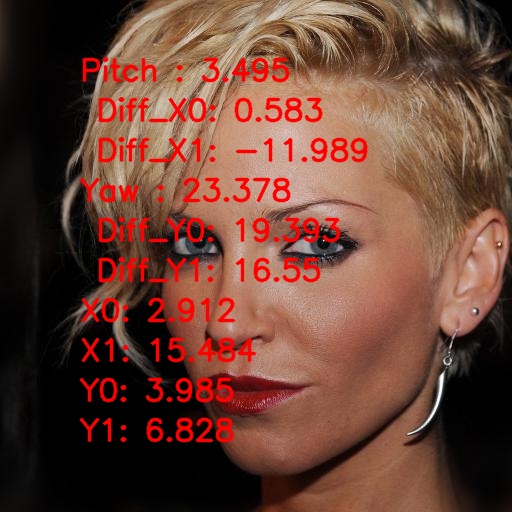 Pitch : 3.495
Diff_X0: 0.583
Diff_X1: -11.989
Yaw : 23.378
Diff_Y0: 19.393
Diff_Y1: 16.55
X0: 2.912
X1: 15.484
Y0: 3.985
Y1: 6.828